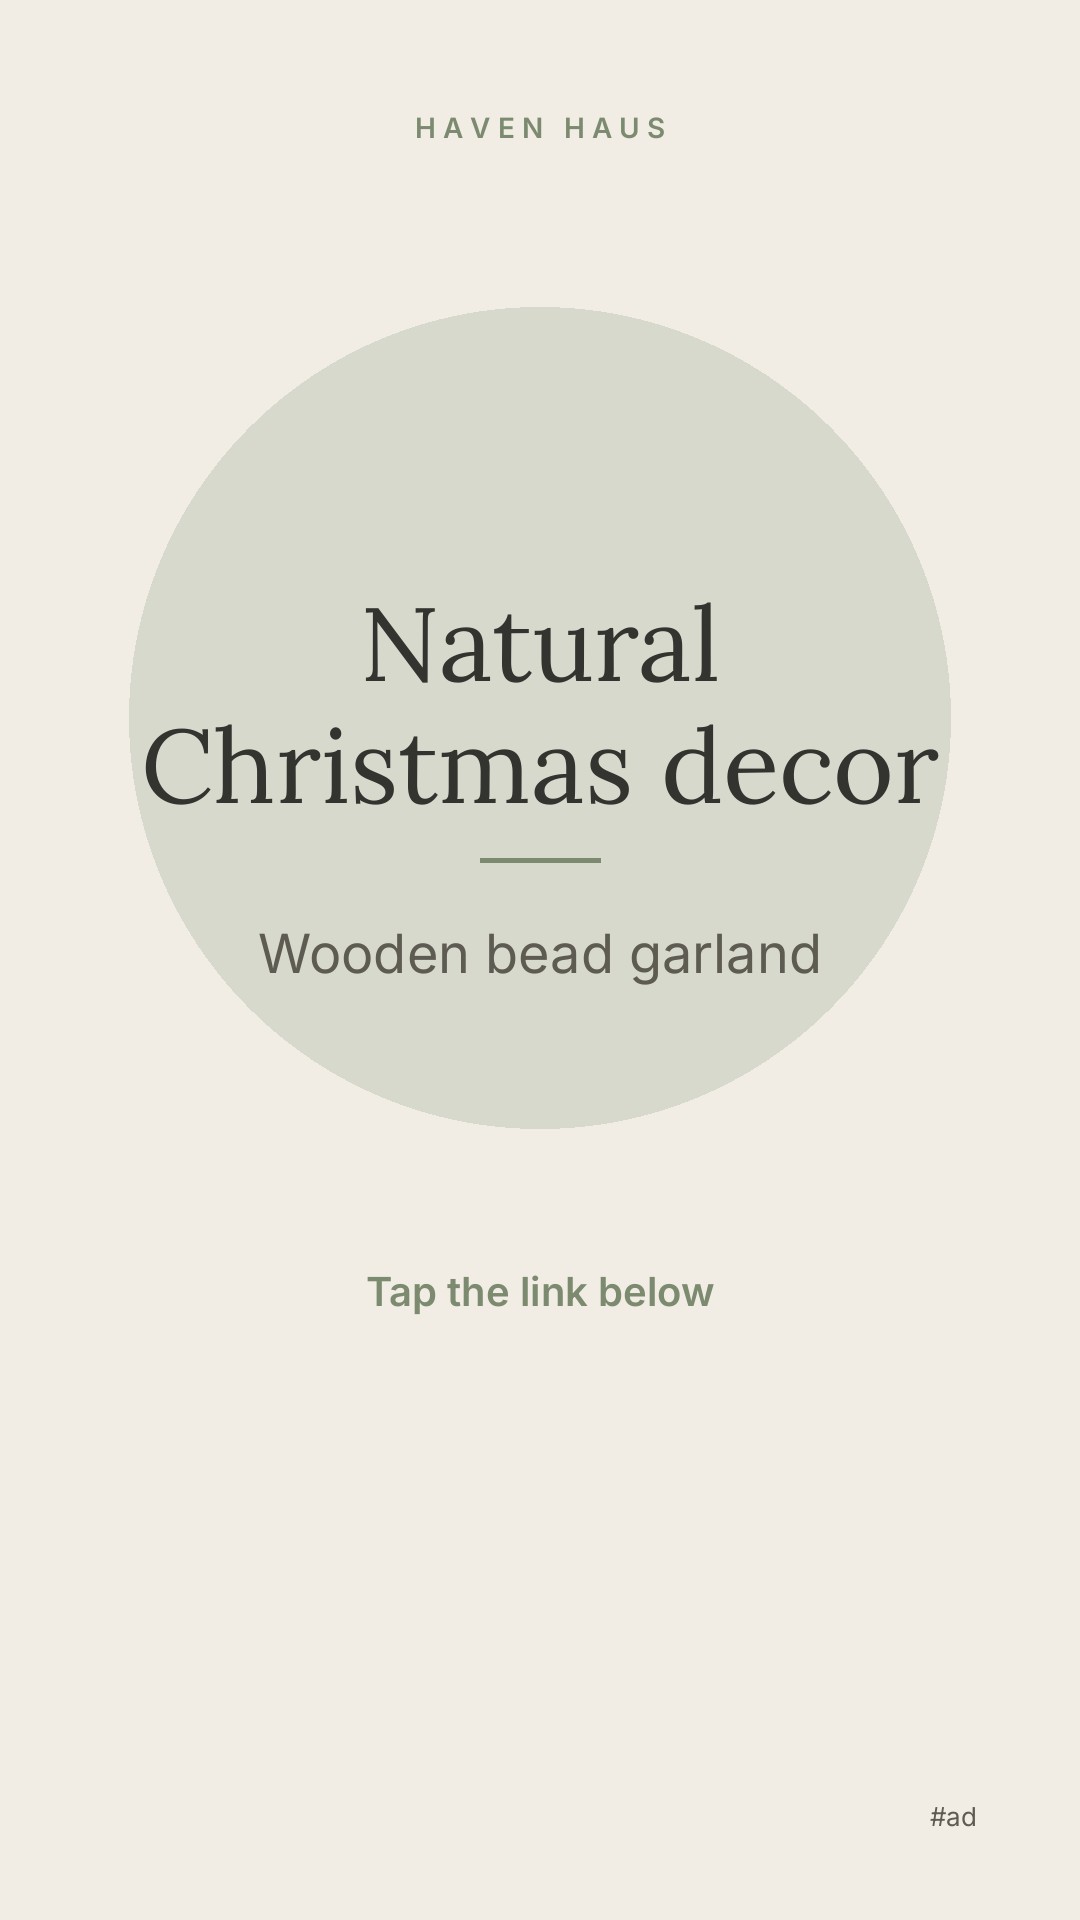 HAVEN HAUS
Natural
Christmas decor
Wooden bead garland
Tap the link below
#ad